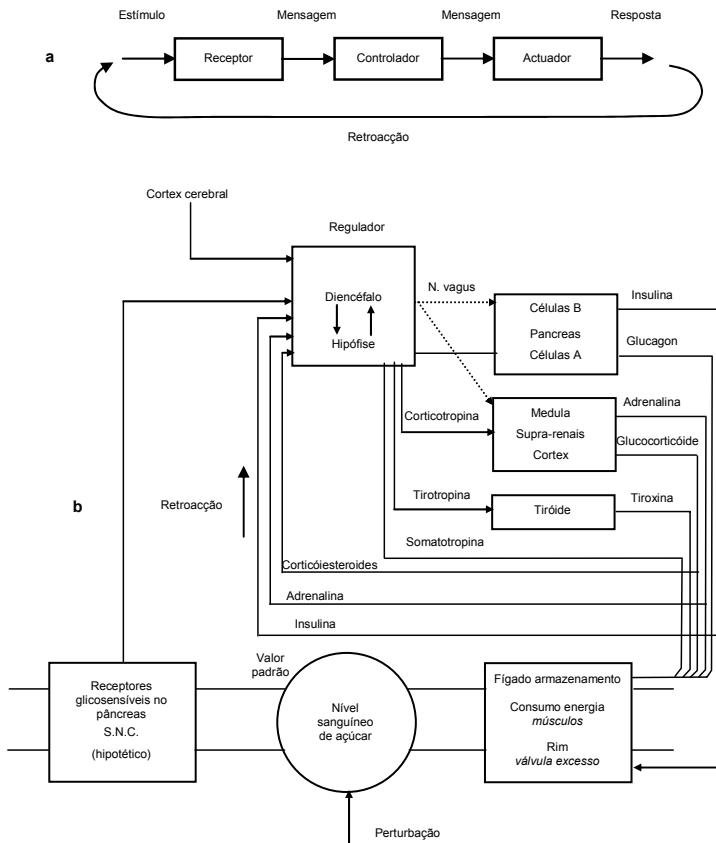 Estímulo
Mensagem
Mensagem
Resposta
a
Receptor
Controlador
Actuador
Retroacção
Cortex cerebral
Regulador
Diencéfalo
Hipófise
N. vagus
Células B
Pancreas
Células A
Insulina
Glucagon
Corticotropina
Medula
Supra-renais
Cortex
Adrenalina
Glucocorticóide
b
Retroacção
Tirotropina
Tiróide
Tiroxina
Somatotropina
Corticóiesteroides
Adrenalina
Insulina
Valor
padrão
Receptores
glicosensíveis no
pâncreas
S.N.C.
(hipotético)
Nível
sanguíneo
de açúcar
Fígado armazenamento
Consumo energia
músculos
Rim
válvula excesso
Perturbação